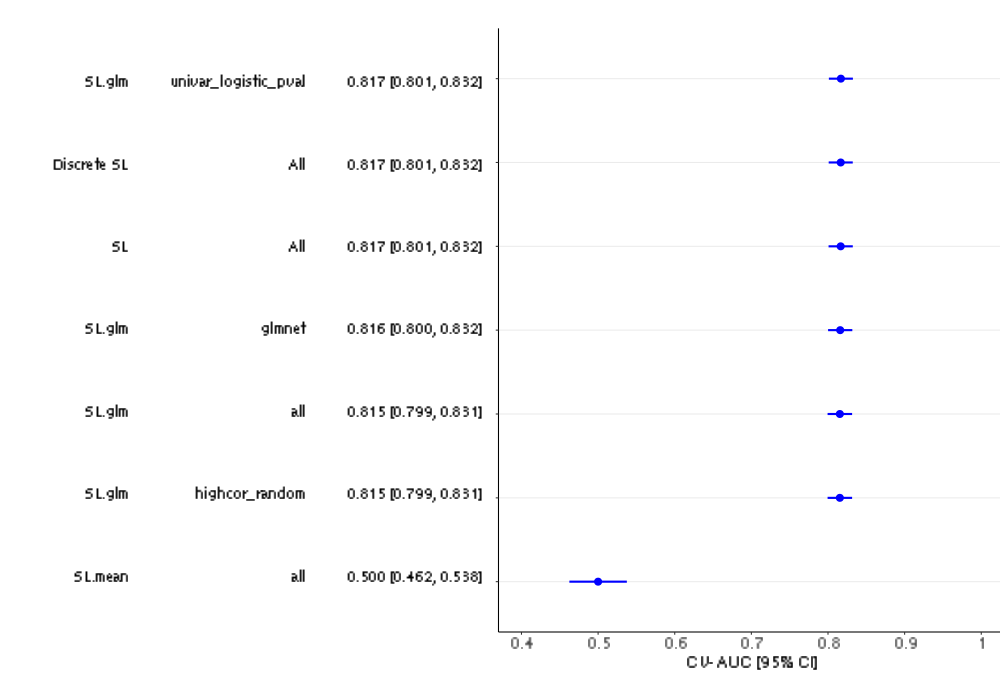 SL.glm univar_logistic_pval 0.817 [0.801, 0.832]
Discrete SL All 0.817 [0.801, 0.832]
SL All 0.817 [0.801, 0.832]
SL.glm glmnet 0.816 [0.800, 0.832]
SL.glm all 0.815 [0.799, 0.831]
SL.glm highcor_random 0.815 [0.799, 0.831]
SL.mean all 0.500 [0.462, 0.538]
0.4 0.5 0.6 0.7 0.8 0.9 1
CV-AUC [95% CI]